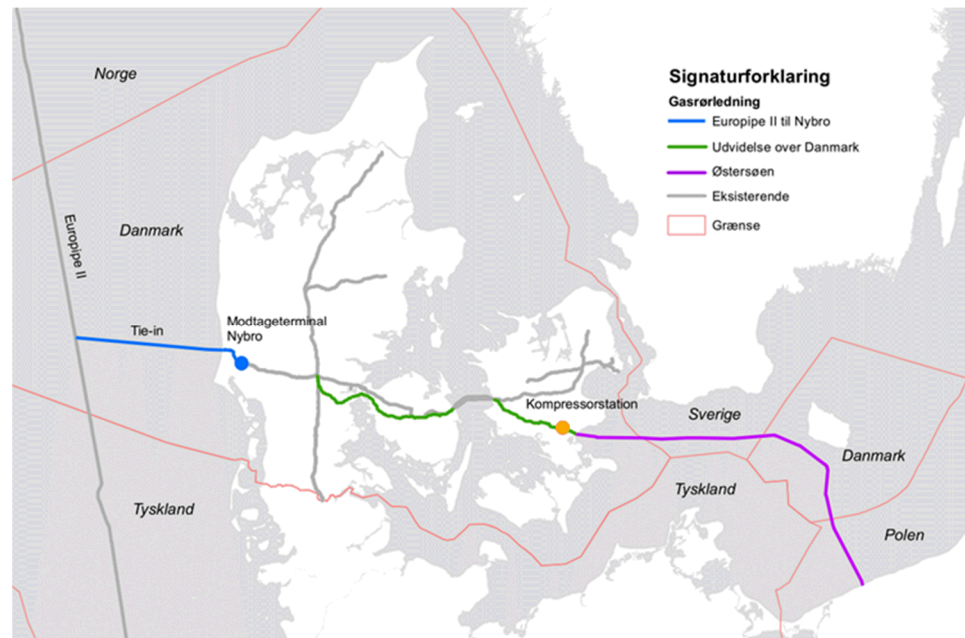 Norge
Signaturforklaring
Gasrørledning
Europipe II til Nybro
Udvidelse over Danmark
Østersøen
Eksisterende
Grænse
Europipe II
Danmark
Tie-in
Modtageterminal
Nybro
Kompressorstation
Sverige
Danmark
Tyskland
Tyskland
Polen